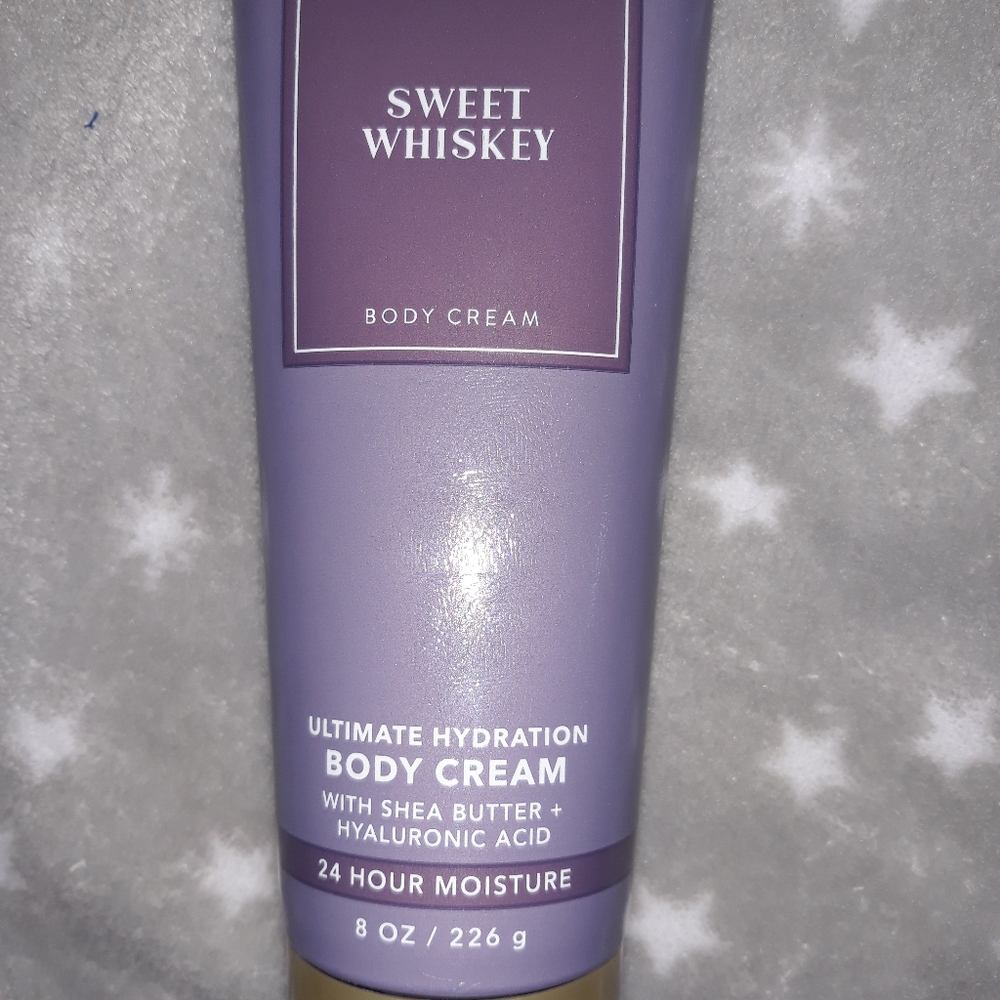 SWEET
WHISKEY
BODY CREAM
ULTIMATE HYDRATION
BODY CREAM
WITH SHEA BUTTER +
HYALURONIC ACID
24 HOUR MOISTURE
8 OZ / 226 g